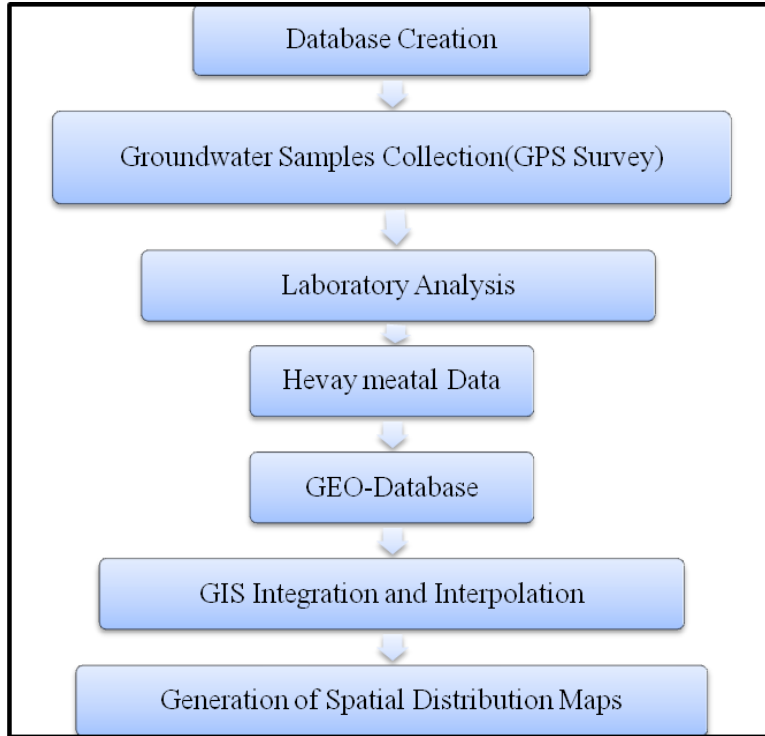 Database Creation
Groundwater Samples Collection(GPS Survey)
Laboratory Analysis
Hevay meatal Data
GEO-Database
GIS Integration and Interpolation
Generation of Spatial Distribution Maps